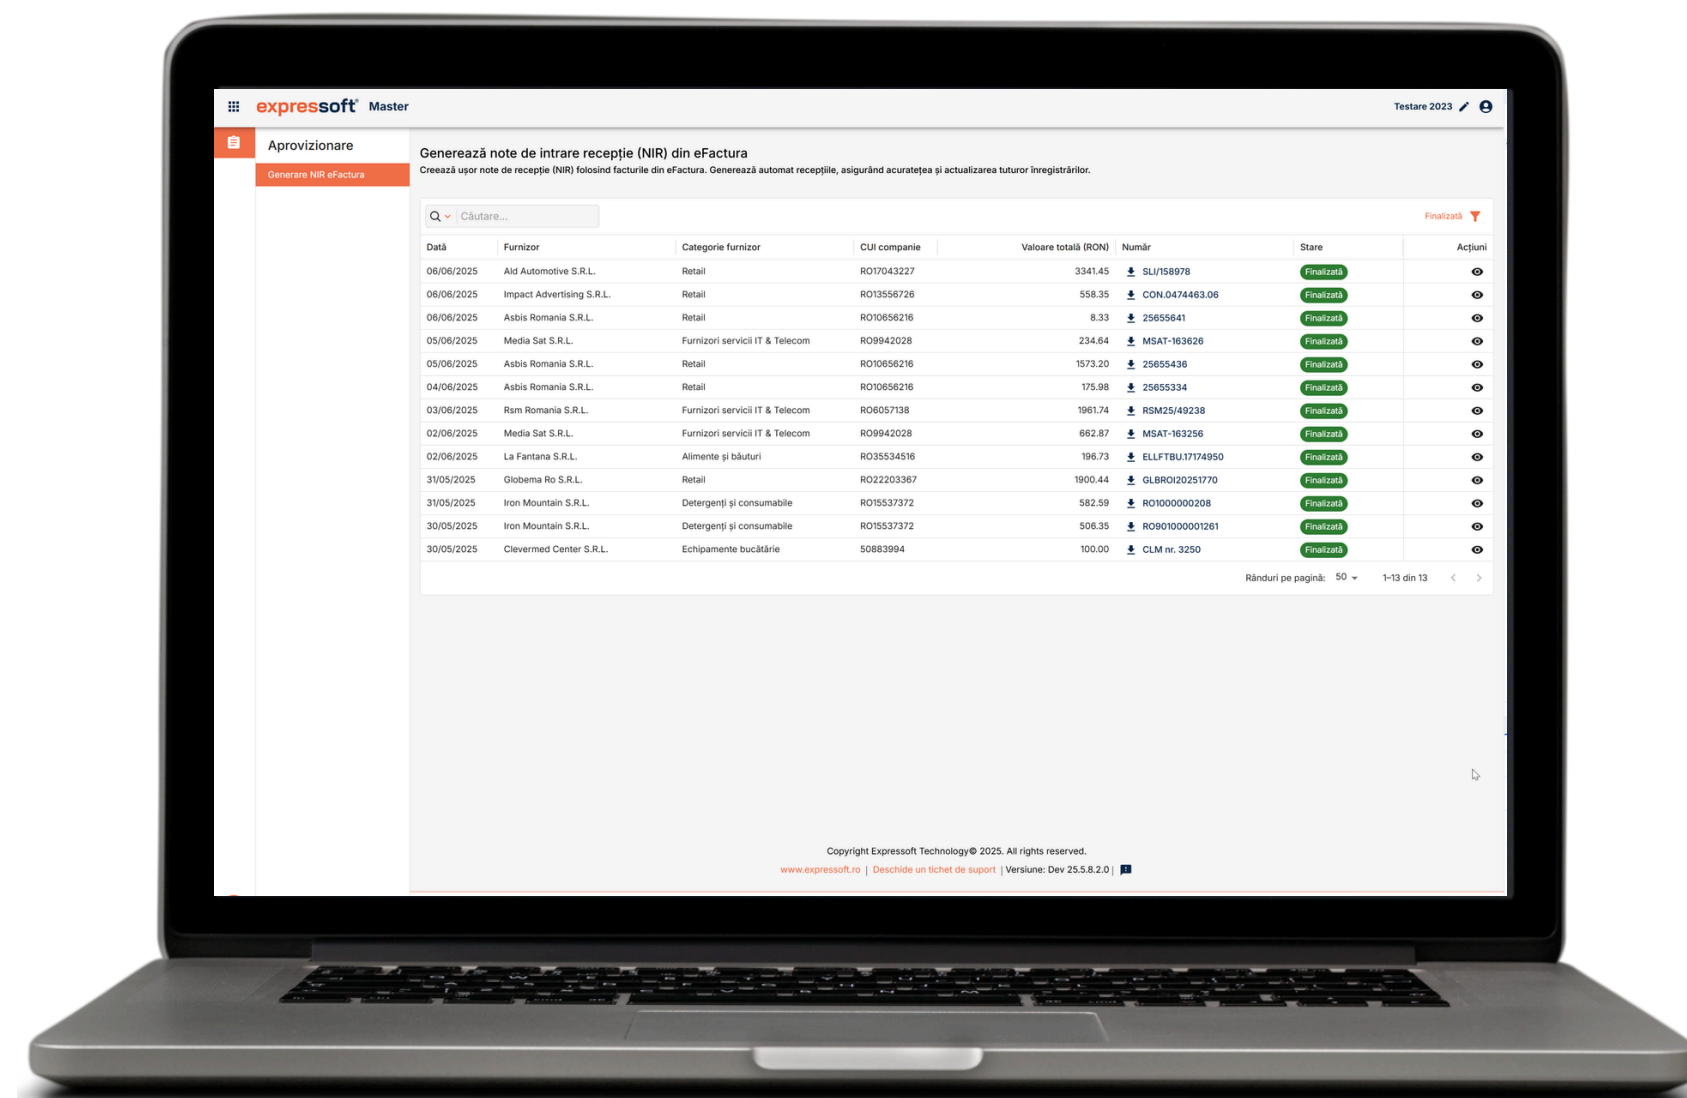 expressoft® Master
Testare 2023
Aprovizionare
Generare NIR eFactura
Generează note de intrare recepție (NIR) din eFactura
Creează ușor note de recepție (NIR) folosind facturile din eFactura. Generează automat recepțiile, asigurând acuratețea și actualizarea tuturor înregistrărilor.
Căutare...
Finalizată
Dată Furnizor Categorie furnizor CUI companie Valoare totală (RON) Număr Stare Acțiuni
06/06/2025 Ald Automotive S.R.L. Retail RO17043227 3341.45 SLI/158978 Finalizată
06/06/2025 Impact Advertising S.R.L. Retail RO13556726 558.35 CON.0474463.06 Finalizată
06/06/2025 Asbis Romania S.R.L. Retail RO10656216 8.33 25655641 Finalizată
05/06/2025 Media Sat S.R.L. Furnizori servicii IT & Telecom RO9942028 234.64 MSAT-163626 Finalizată
05/06/2025 Asbis Romania S.R.L. Retail RO10656216 1573.20 25655436 Finalizată
04/06/2025 Asbis Romania S.R.L. Retail RO10656216 175.98 25655334 Finalizată
03/06/2025 Rsm Romania S.R.L. Furnizori servicii IT & Telecom RO6057138 1961.74 RSM25/49238 Finalizată
02/06/2025 Media Sat S.R.L. Furnizori servicii IT & Telecom RO9942028 662.87 MSAT-163256 Finalizată
02/06/2025 La Fantana S.R.L. Alimente și băuturi RO35534516 196.73 ELLFTBU.17174950 Finalizată
31/05/2025 Globema Ro S.R.L. Retail RO22203367 1900.44 GLBROI20251770 Finalizată
31/05/2025 Iron Mountain S.R.L. Detergenți și consumabile RO15537372 582.59 RO1000000208 Finalizată
30/05/2025 Iron Mountain S.R.L. Detergenți și consumabile RO15537372 506.35 RO901000001261 Finalizată
30/05/2025 Clevermed Center S.R.L. Echipamente bucătărie 50883994 100.00 CLM nr. 3250 Finalizată
Rânduri pe pagină: 50 1–13 din 13
Copyright Expressoft Technology© 2025. All rights reserved.
www.expressoft.ro | Deschide un tichet de suport | Versiune: Dev 25.5.8.2.0 |